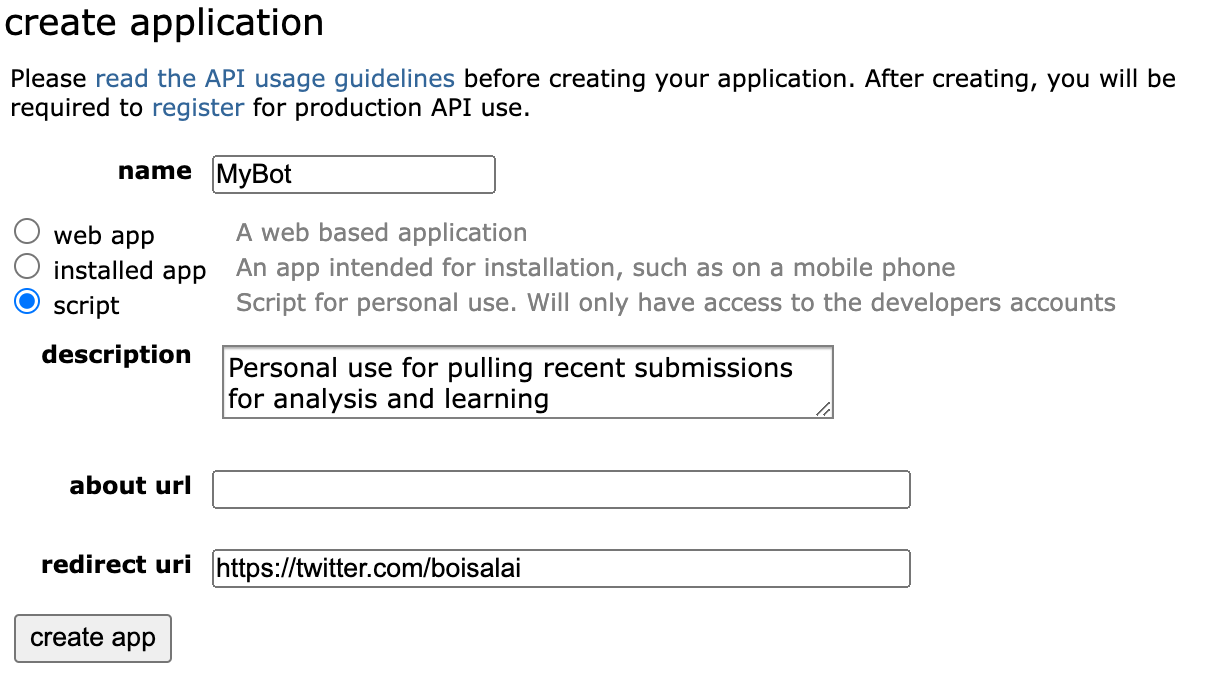 create application
Please read the API usage guidelines before creating your application. After creating, you will be
required to register for production API use.
name MyBot
web app A web based application
installed app An app intended for installation, such as on a mobile phone
script Script for personal use. Will only have access to the developers accounts
description Personal use for pulling recent submissions
for analysis and learning
about url
redirect uri https://twitter.com/boisalai
create app